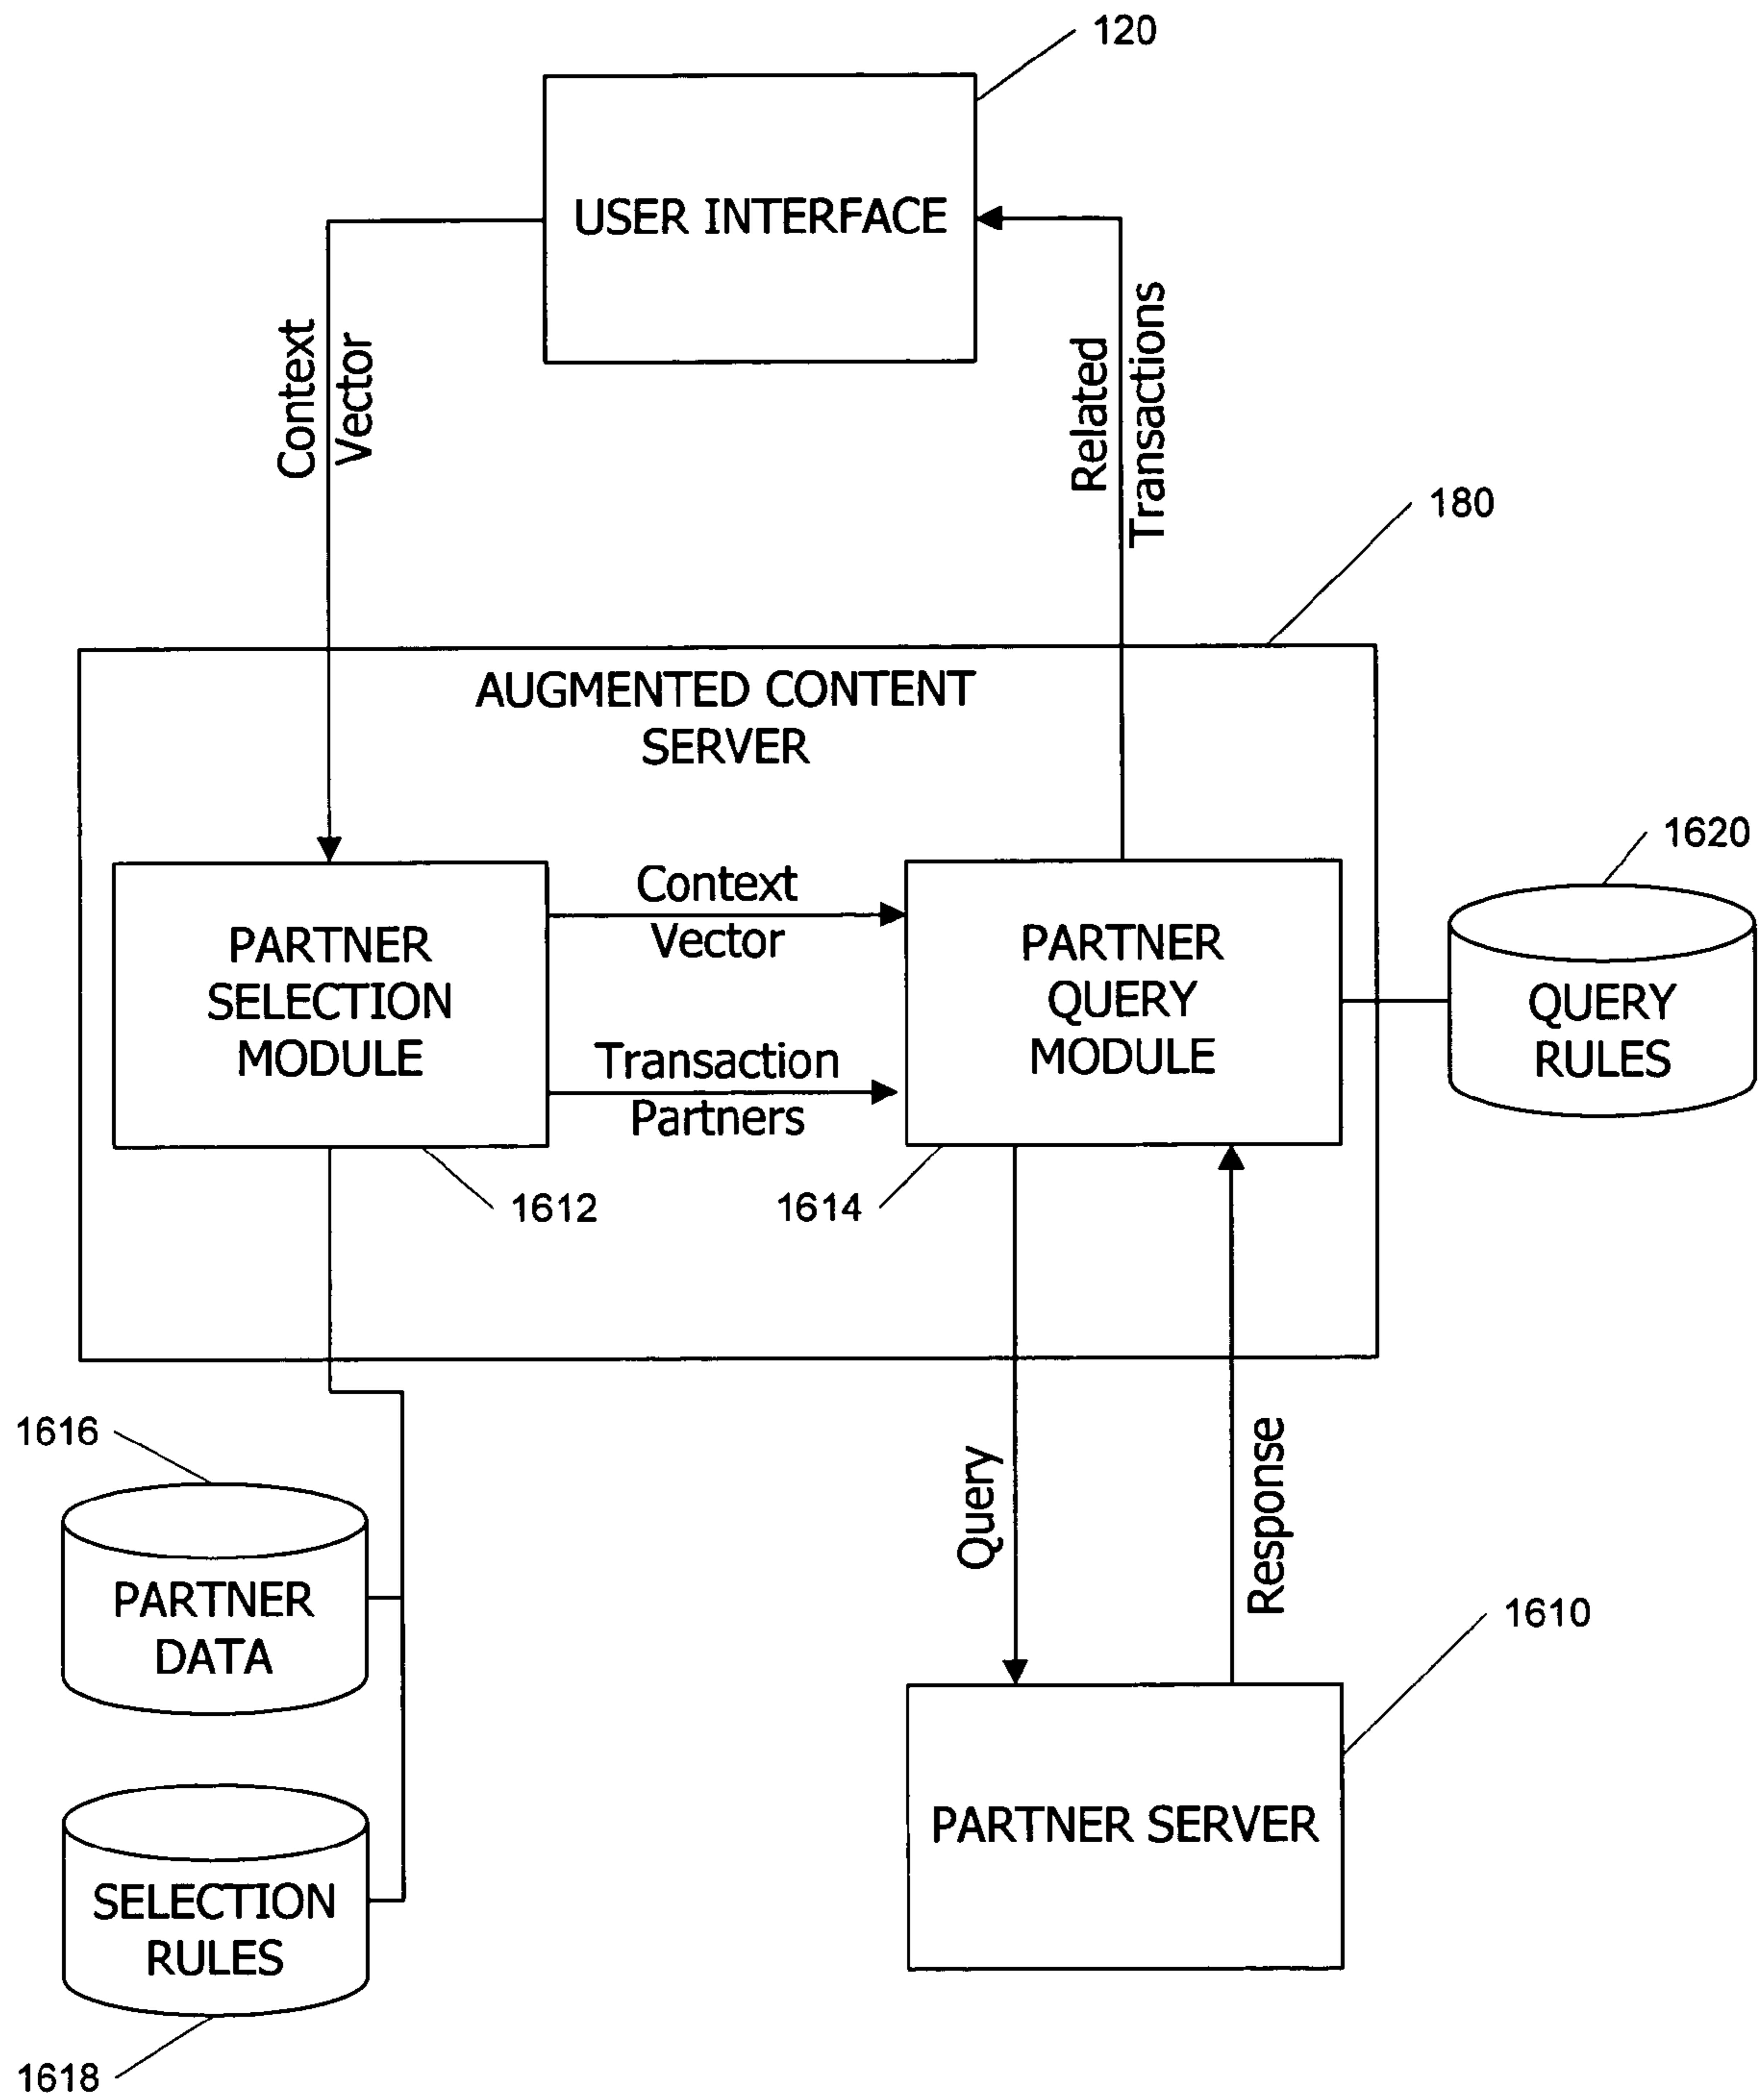 120
USER INTERFACE
Context
Vector
Related
Transactions
180
AUGMENTED CONTENT
SERVER
1620
PARTNER
SELECTION
MODULE
Context
Vector
Transaction
Partners
PARTNER
QUERY
MODULE
QUERY
RULES
1612
1614
1616
PARTNER
DATA
Query
Response
1610
PARTNER SERVER
SELECTION
RULES
1618